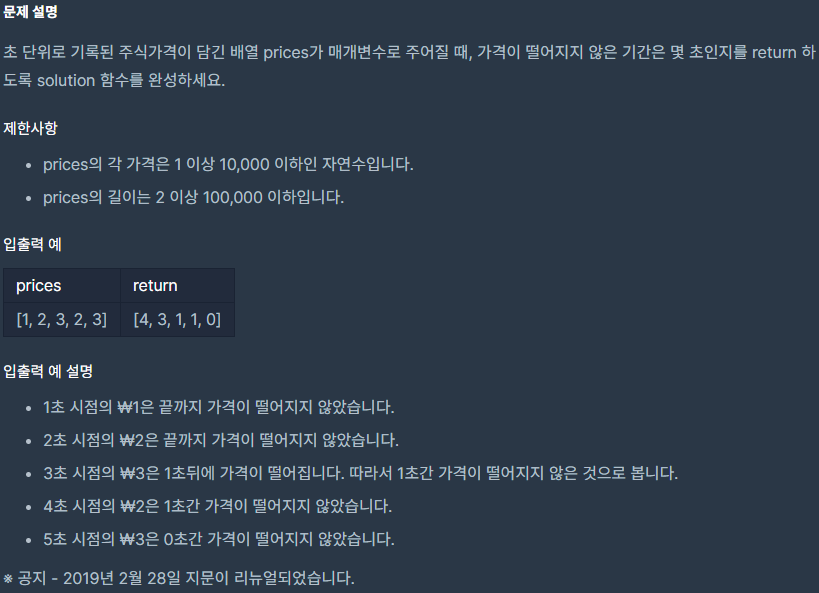 문제 설명
초 단위로 기록된 주식가격이 담긴 배열 prices가 매개변수로 주어질 때, 가격이 떨어지지 않은 기간은 몇 초인지를 return 하
도록 solution 함수를 완성하세요.
제한사항
• prices의 각 가격은 1 이상 10,000 이하인 자연수입니다.
• prices의 길이는 2 이상 100,000 이하입니다.
입출력 예
prices return
[1, 2, 3, 2, 3] [4, 3, 1, 1, 0]
입출력 예 설명
• 1초 시점의 ₩1은 끝까지 가격이 떨어지지 않았습니다.
• 2초 시점의 ₩2은 끝까지 가격이 떨어지지 않았습니다.
• 3초 시점의 ₩3은 1초뒤에 가격이 떨어집니다. 따라서 1초간 가격이 떨어지지 않은 것으로 봅니다.
• 4초 시점의 ₩2은 1초간 가격이 떨어지지 않았습니다.
• 5초 시점의 ₩3은 0초간 가격이 떨어지지 않았습니다.
※ 공지 - 2019년 2월 28일 지문이 리뉴얼되었습니다.